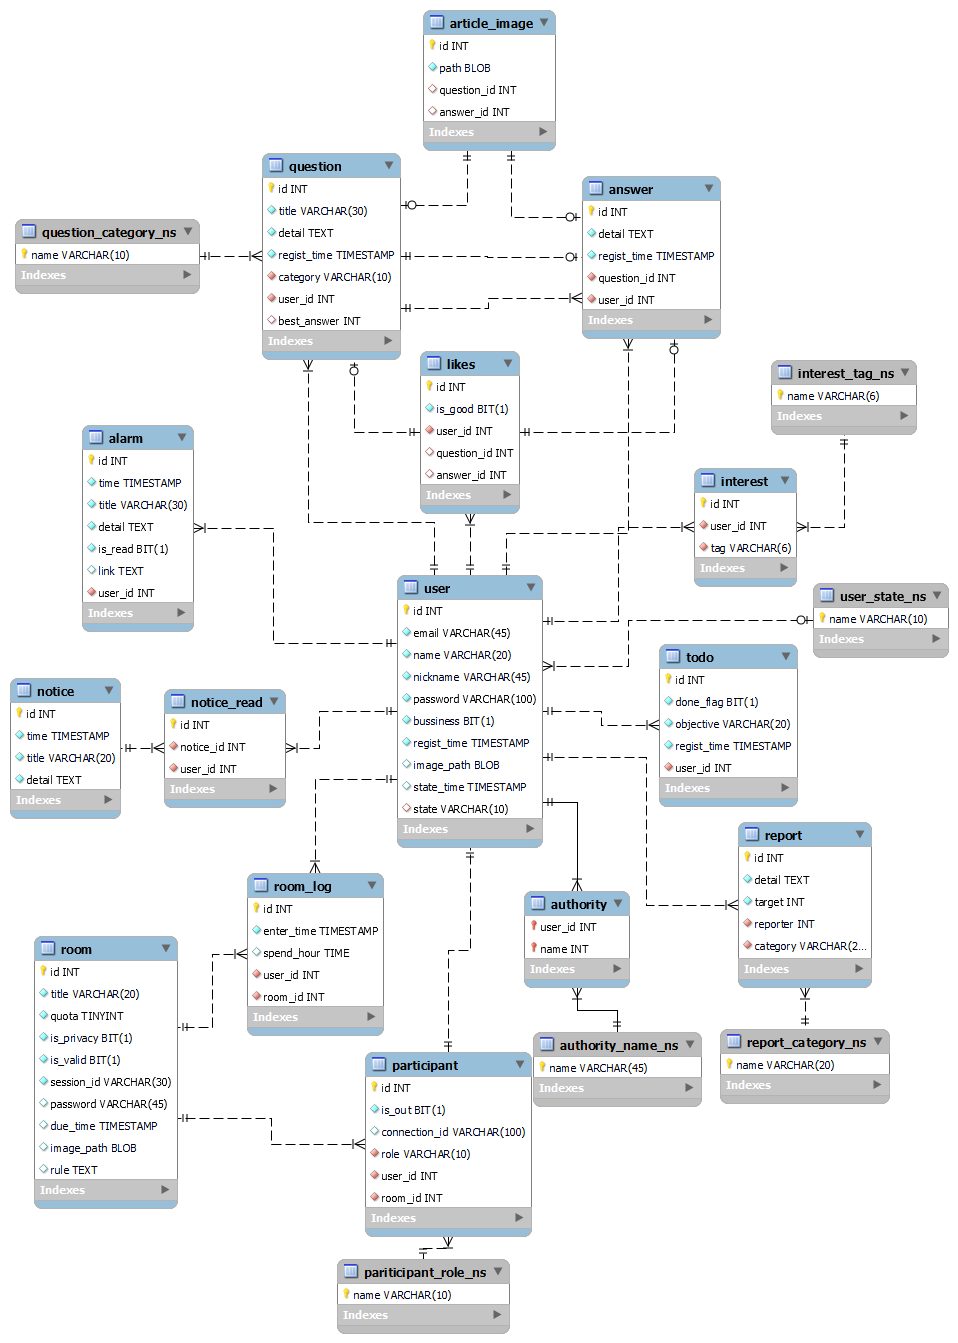 article_image
id INT
path BLOB
question_id INT
answer_id INT
Indexes
question
id INT
title VARCHAR(30)
detail TEXT
regist_time TIMESTAMP
category VARCHAR(10)
user_id INT
best_answer INT
Indexes
answer
id INT
detail TEXT
regist_time TIMESTAMP
question_id INT
user_id INT
Indexes
question_category_ns
name VARCHAR(10)
Indexes
likes
id INT
is_good BIT(1)
user_id INT
question_id INT
answer_id INT
Indexes
interest_tag_ns
name VARCHAR(6)
Indexes
alarm
id INT
time TIMESTAMP
title VARCHAR(30)
detail TEXT
is_read BIT(1)
link TEXT
user_id INT
Indexes
interest
id INT
user_id INT
tag VARCHAR(6)
Indexes
user
id INT
email VARCHAR(45)
name VARCHAR(20)
nickname VARCHAR(45)
password VARCHAR(100)
bussiness BIT(1)
regist_time TIMESTAMP
image_path BLOB
state_time TIMESTAMP
state VARCHAR(10)
Indexes
user_state_ns
name VARCHAR(10)
Indexes
todo
id INT
done_flag BIT(1)
objective VARCHAR(20)
regist_time TIMESTAMP
user_id INT
Indexes
notice
id INT
time TIMESTAMP
title VARCHAR(20)
detail TEXT
Indexes
notice_read
id INT
notice_id INT
user_id INT
Indexes
report
id INT
detail TEXT
target INT
reporter INT
category VARCHAR(2...
Indexes
room_log
id INT
enter_time TIMESTAMP
spend_hour TIME
user_id INT
room_id INT
Indexes
authority
user_id INT
name INT
Indexes
room
id INT
title VARCHAR(20)
quota TINYINT
is_privacy BIT(1)
is_valid BIT(1)
session_id VARCHAR(30)
password VARCHAR(45)
due_time TIMESTAMP
image_path BLOB
rule TEXT
Indexes
authority_name_ns
name VARCHAR(45)
Indexes
report_category_ns
name VARCHAR(20)
Indexes
participant
id INT
is_out BIT(1)
connection_id VARCHAR(100)
role VARCHAR(10)
user_id INT
room_id INT
Indexes
pariticipant_role_ns
name VARCHAR(10)
Indexes